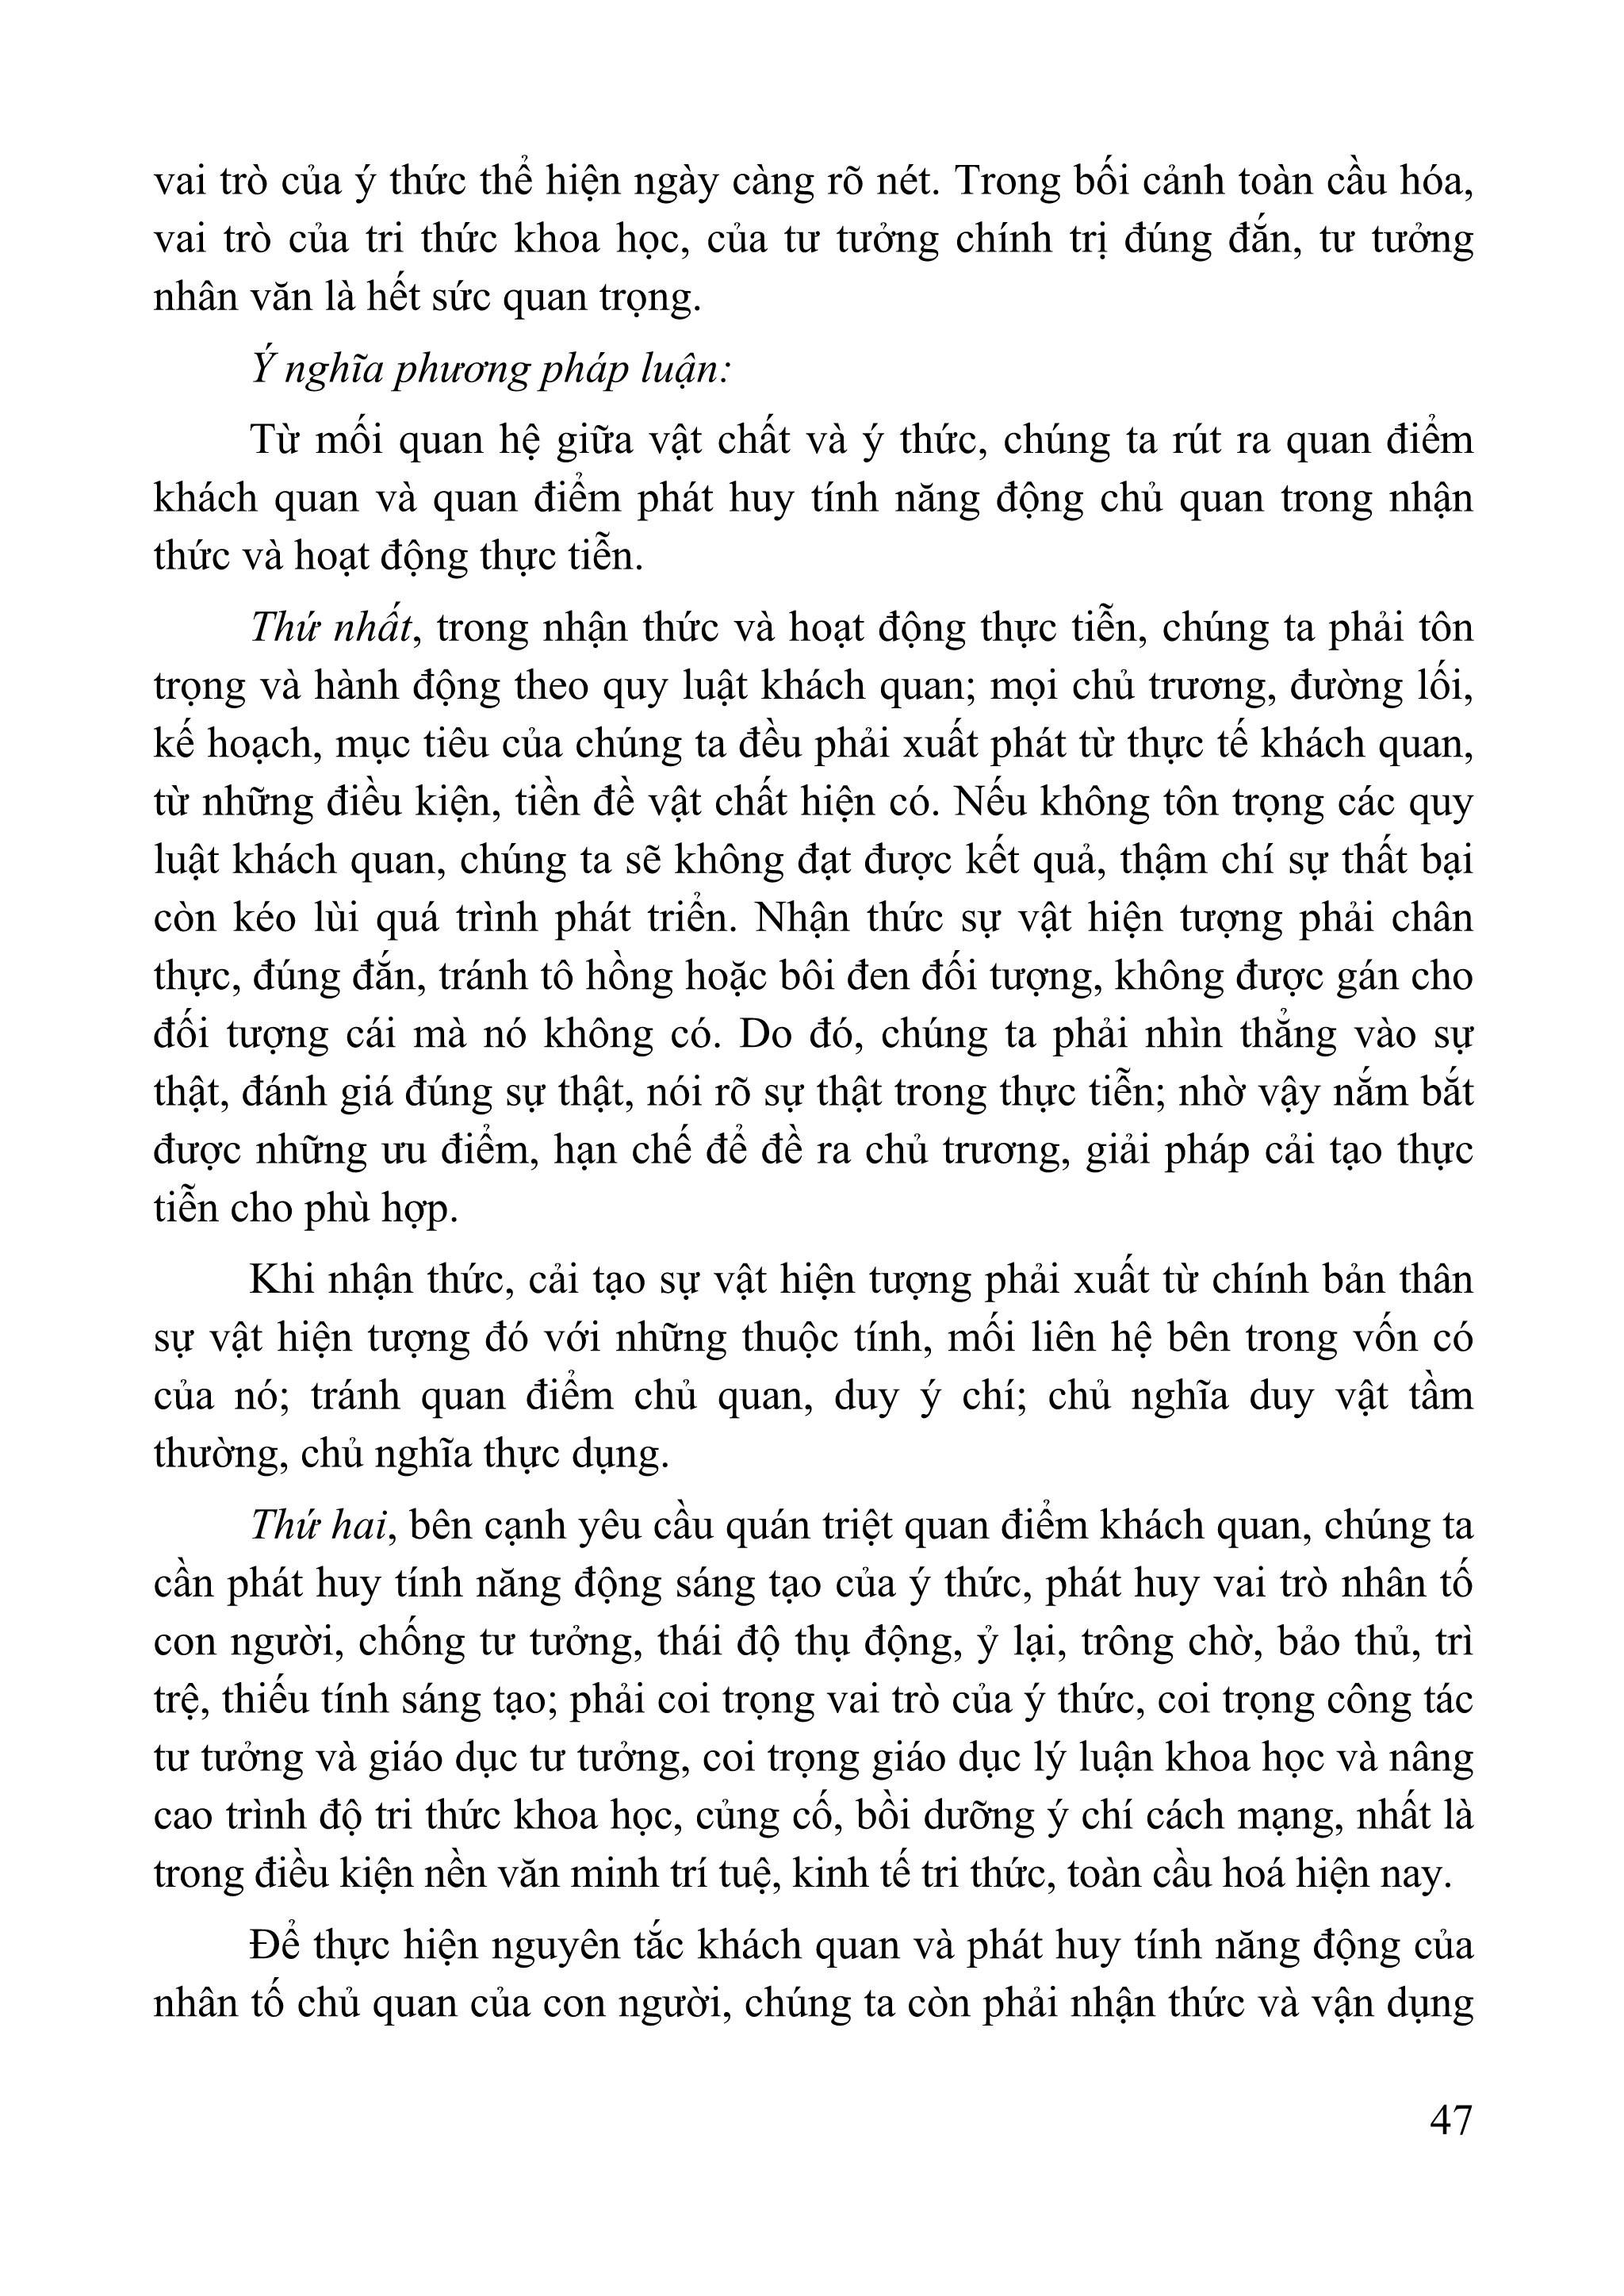 vai trò của ý thức thể hiện ngày càng rõ nét. Trong bối cảnh toàn cầu hóa,
vai trò của tri thức khoa học, của tư tưởng chính trị đúng đắn, tư tưởng
nhân văn là hết sức quan trọng.
Ý nghĩa phương pháp luận:
Từ mối quan hệ giữa vật chất và ý thức, chúng ta rút ra quan điểm
khách quan và quan điểm phát huy tính năng động chủ quan trong nhận
thức và hoạt động thực tiễn.
Thứ nhất, trong nhận thức và hoạt động thực tiễn, chúng ta phải tôn
trọng và hành động theo quy luật khách quan; mọi chủ trương, đường lối,
kế hoạch, mục tiêu của chúng ta đều phải xuất phát từ thực tế khách quan,
từ những điều kiện, tiền đề vật chất hiện có. Nếu không tôn trọng các quy
luật khách quan, chúng ta sẽ không đạt được kết quả, thậm chí sự thất bại
còn kéo lùi quá trình phát triển. Nhận thức sự vật hiện tượng phải chân
thực, đúng đắn, tránh tô hồng hoặc bôi đen đối tượng, không được gán cho
đối tượng cái mà nó không có. Do đó, chúng ta phải nhìn thẳng vào sự
thật, đánh giá đúng sự thật, nói rõ sự thật trong thực tiễn; nhờ vậy nắm bắt
được những ưu điểm, hạn chế để đề ra chủ trương, giải pháp cải tạo thực
tiễn cho phù hợp.
Khi nhận thức, cải tạo sự vật hiện tượng phải xuất từ chính bản thân
sự vật hiện tượng đó với những thuộc tính, mối liên hệ bên trong vốn có
của nó; tránh quan điểm chủ quan, duy ý chí; chủ nghĩa duy vật tầm
thường, chủ nghĩa thực dụng.
Thứ hai, bên cạnh yêu cầu quán triệt quan điểm khách quan, chúng ta
cần phát huy tính năng động sáng tạo của ý thức, phát huy vai trò nhân tố
con người, chống tư tưởng, thái độ thụ động, ỷ lại, trông chờ, bảo thủ, trì
trệ, thiếu tính sáng tạo; phải coi trọng vai trò của ý thức, coi trọng công tác
tư tưởng và giáo dục tư tưởng, coi trọng giáo dục lý luận khoa học và nâng
cao trình độ tri thức khoa học, củng cố, bồi dưỡng ý chí cách mạng, nhất là
trong điều kiện nền văn minh trí tuệ, kinh tế tri thức, toàn cầu hoá hiện nay.
Để thực hiện nguyên tắc khách quan và phát huy tính năng động của
nhân tố chủ quan của con người, chúng ta còn phải nhận thức và vận dụng
47